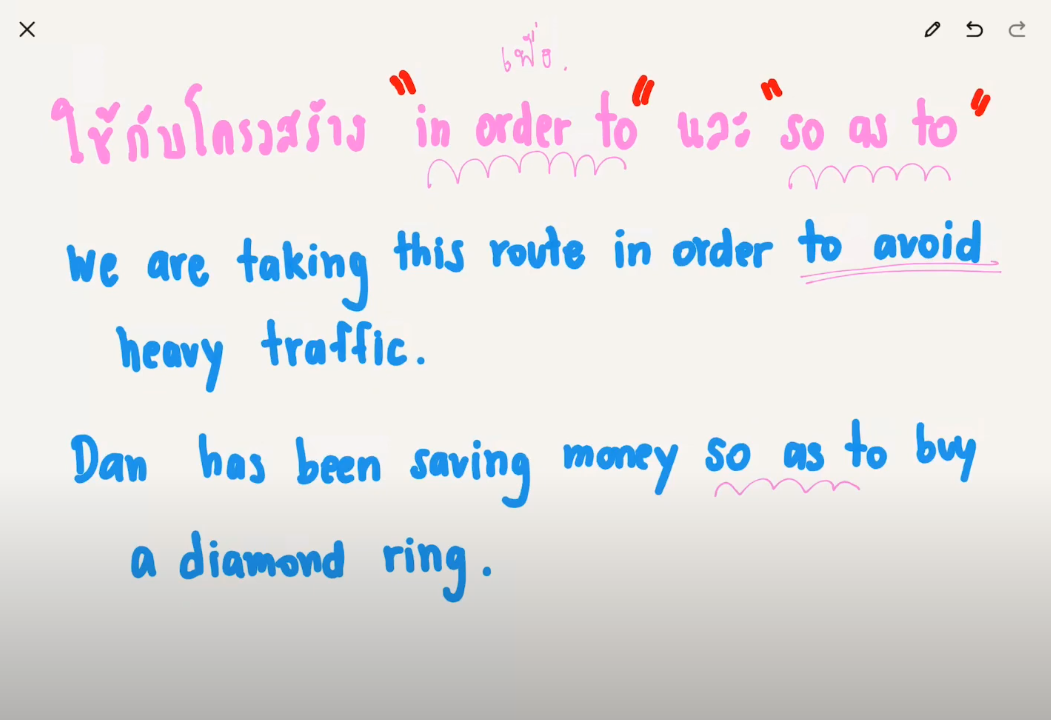 เพื่อ.
ใช้กับโครงสร้าง "in order to" และ "so as to"
We are taking this route in order to avoid
heavy traffic.
Dan has been saving money so as to buy
a diamond ring.